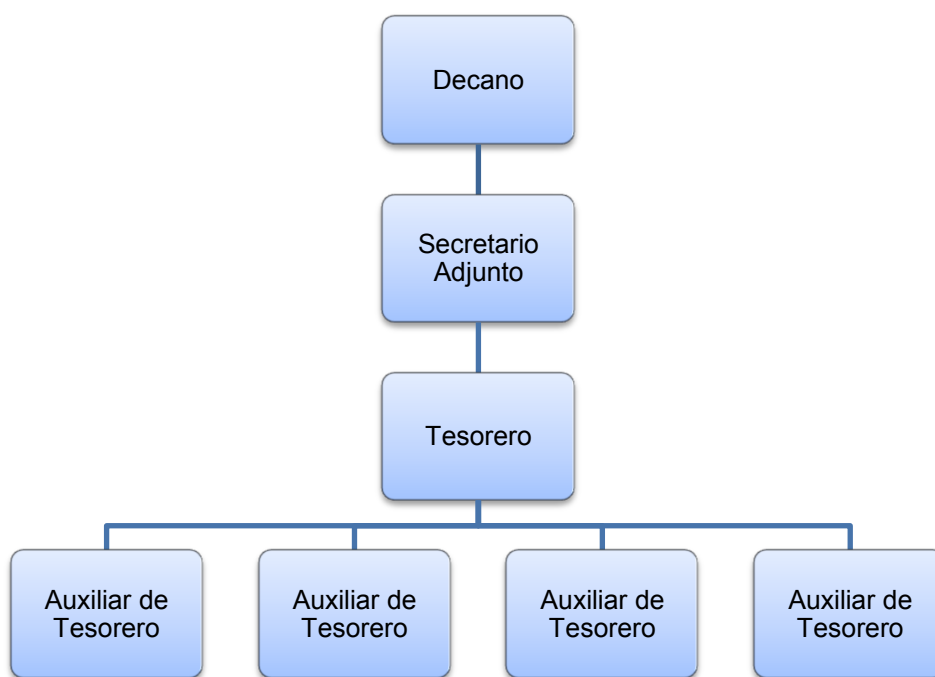 Decano
Secretario
Adjunto
Tesorero
Auxiliar de
Tesorero
Auxiliar de
Tesorero
Auxiliar de
Tesorero
Auxiliar de
Tesorero